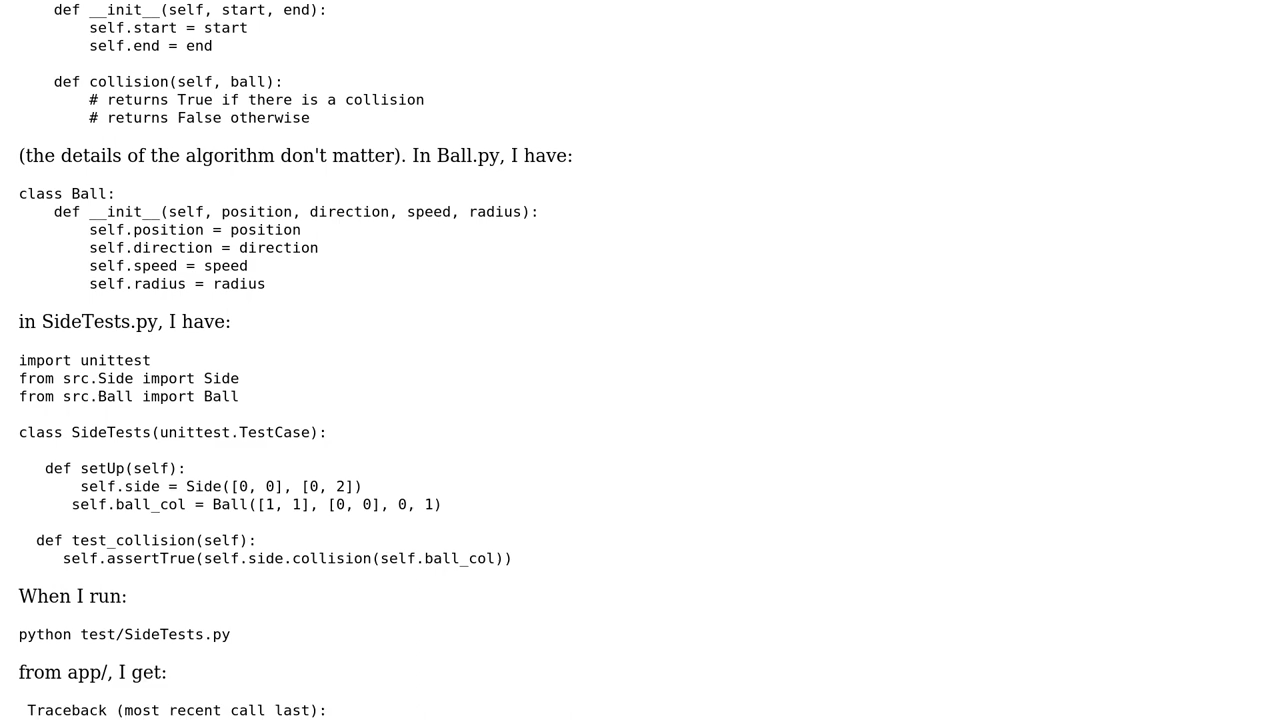 def __init__(self, start, end):
        self.start = start
        self.end = end

    def collision(self, ball):
        # returns True if there is a collision
        # returns False otherwise

(the details of the algorithm don't matter). In Ball.py, I have:

class Ball:
    def __init__(self, position, direction, speed, radius):
        self.position = position
        self.direction = direction
        self.speed = speed
        self.radius = radius

in SideTests.py, I have:

import unittest
from src.Side import Side
from src.Ball import Ball

class SideTests(unittest.TestCase):

   def setUp(self):
       self.side = Side([0, 0], [0, 2])
      self.ball_col = Ball([1, 1], [0, 0], 0, 1)

  def test_collision(self):
     self.assertTrue(self.side.collision(self.ball_col))

When I run:

python test/SideTests.py

from app/, I get:

 Traceback (most recent call last):